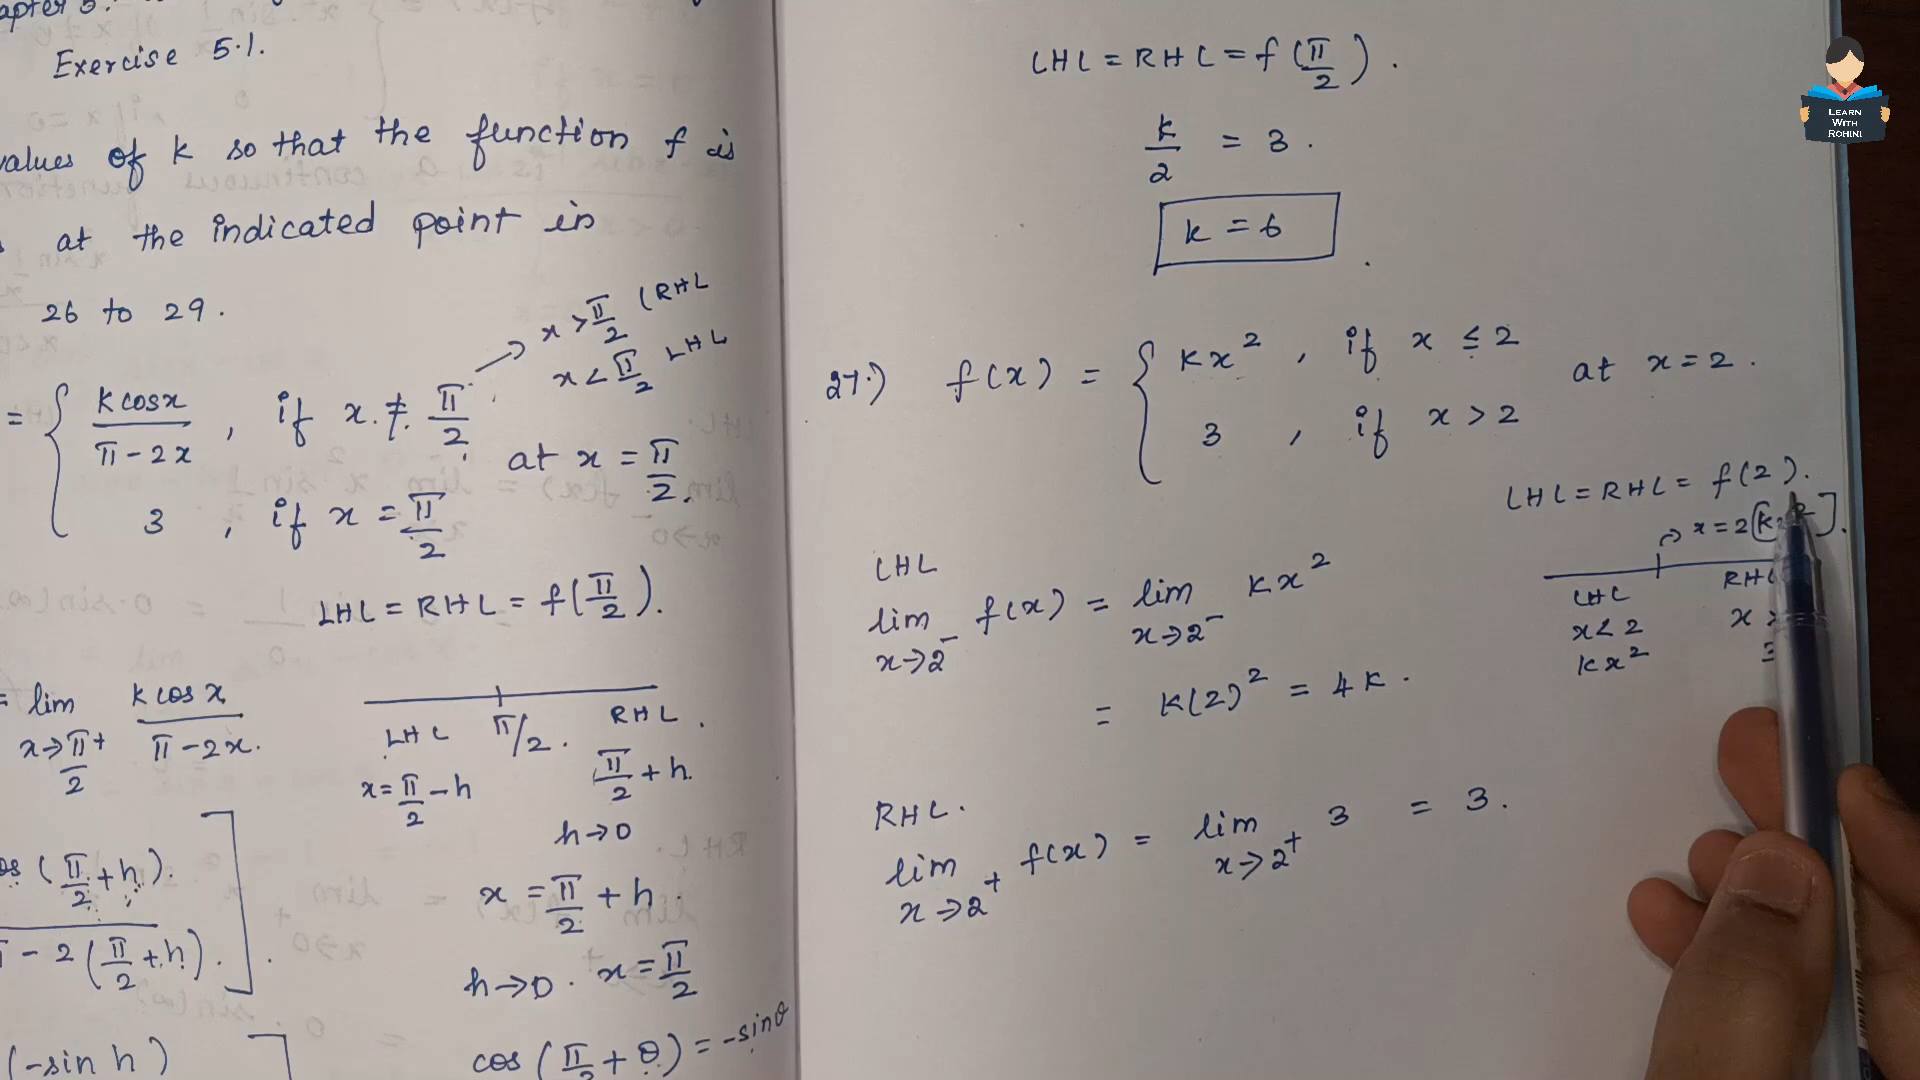 Exercise 5.1.
values of k so that the function f is
at the indicated point in
26 to 29.
x > π/2 (RHL
x < π/2 LHL
= { k cosx / π - 2x , if x ≠ π/2
3 , if x = π/2
at x = π/2.
LHL = RHL = f(π/2).
= lim x→π/2+ k cos x / π - 2x.
LHL π/2. RHL.
x = π/2 - h π/2 + h.
h→0
x = π/2 + h.
h→0. x = π/2
(π/2 + h).
- 2(π/2 + h).
(-sin h)
cos(π/2 + θ) = -sinθ
LHL = RHL = f(π/2).
k/2 = 3.
k = 6
27.) f(x) = { kx², if x ≤ 2
3 , if x > 2
at x = 2.
LHL = RHL = f(2).
x = 2
LHL
x < 2
kx²
LHL
lim x→2- f(x) = lim x→2- kx²
= k(2)² = 4k.
RHL.
lim x→2+ f(x) = lim x→2+ 3 = 3.
LEARN
WITH
ROHINI